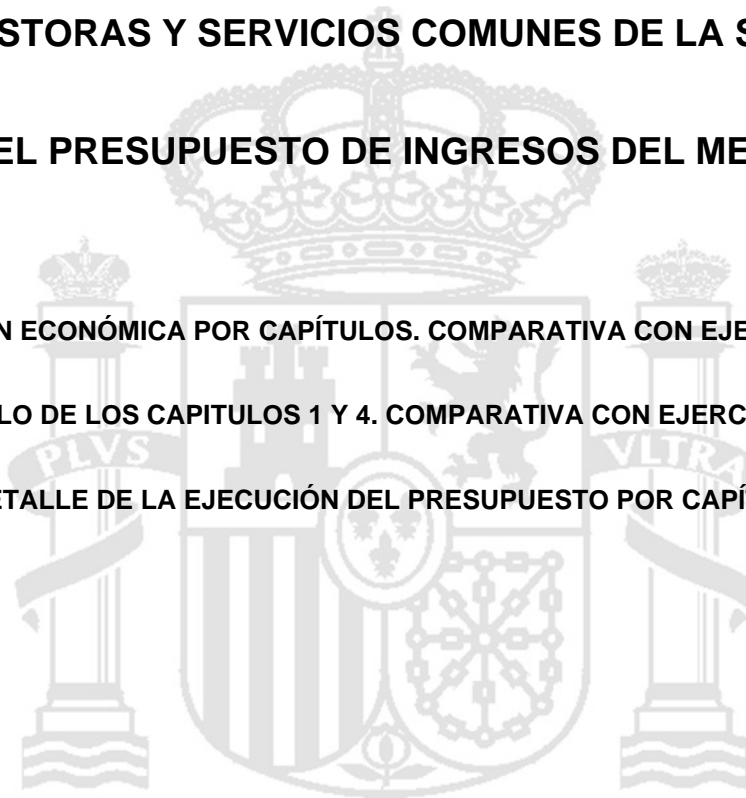 STORAS Y SERVICIOS COMUNES DE LA S
EL PRESUPUESTO DE INGRESOS DEL ME
N ECONÓMICA POR CAPÍTULOS. COMPARATIVA CON EJE
LO DE LOS CAPITULOS 1 Y 4. COMPARATIVA CON EJERC
PLVS
VLTRA
ETALLE DE LA EJECUCIÓN DEL PRESUPUESTO POR CAPÍ